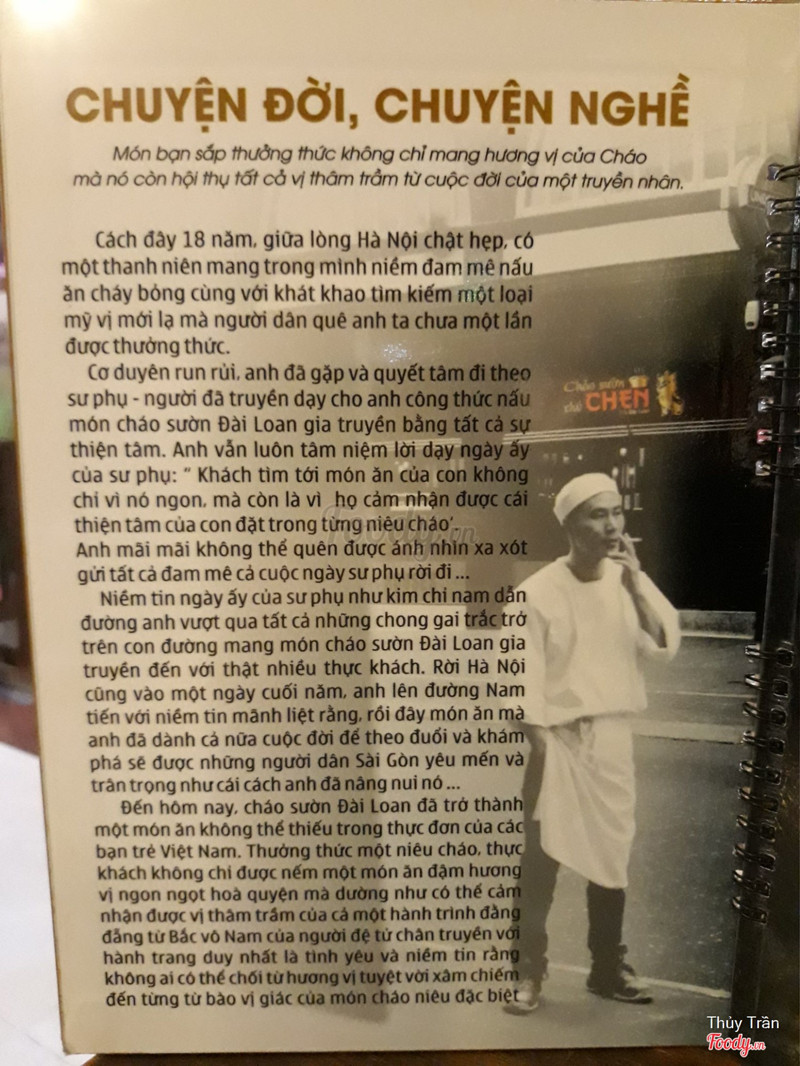 CHUYỆN ĐỜI, CHUYỆN NGHỀ
Món bạn sắp thưởng thức không chỉ mang hương vị của Cháo
mà nó còn hội thụ tất cả vị thâm trầm từ cuộc đời của một truyền nhân.
Cách đây 18 năm, giữa lòng Hà Nội chật hẹp, có
một thanh niên mang trong mình niềm đam mê nấu
ăn cháy bỏng cùng với khát khao tìm kiếm một loại
mỹ vị mới lạ mà người dân quê anh ta chưa một lần
được thưởng thức.
Cơ duyên run rủi, anh đã gặp và quyết tâm đi theo
sư phụ - người đã truyền dạy cho anh công thức nấu
món cháo sườn Đài Loan gia truyền bằng tất cả sự
thiện tâm. Anh vẫn luôn tâm niệm lời dạy ngày ấy
của sư phụ: " Khách tìm tới món ăn của con không
chỉ vì nó ngon, mà còn là vì họ cảm nhận được cái
thiện tâm của con đặt trong từng niêu cháo'.
Anh mãi mãi không thể quên được ánh nhìn xa xót
gửi tất cả đam mê cả cuộc ngày sư phụ rời đi ...
Niềm tin ngày ấy của sư phụ như kim chỉ nam dẫn
đường anh vượt qua tất cả những chong gai trắc trở
trên con đường mang món cháo sườn Đài Loan gia
truyền đến với thật nhiều thực khách. Rời Hà Nội
cũng vào một ngày cuối năm, anh lên đường Nam
tiến với niềm tin mãnh liệt rằng, rồi đây món ăn mà
anh đã dành cả nữa cuộc đời để theo đuổi và khám
phá sẽ được những người dân Sài Gòn yêu mến và
trân trọng như cái cách anh đã nâng nui nó ...
Đến hôm nay, cháo sườn Đài Loan đã trở thành
một món ăn không thể thiếu trong thực đơn của các
bạn trẻ Việt Nam. Thưởng thức một niêu cháo, thực
khách không chỉ được nếm một món ăn đậm hương
vị ngon ngọt hoà quyện mà dường như có thể cảm
nhận được vị thâm trầm của cả một hành trình đằng
đẵng từ Bắc vô Nam của người đệ tử chân truyền với
hành trang duy nhất là tình yêu và niềm tin rằng
không ai có thể chối từ hương vị tuyệt vời xâm chiếm
đến từng từ bào vị giác của món cháo niêu đặc biệt
Cháo sườn
chú CHEN
Foody.vn
Thủy Trần
Foody.vn